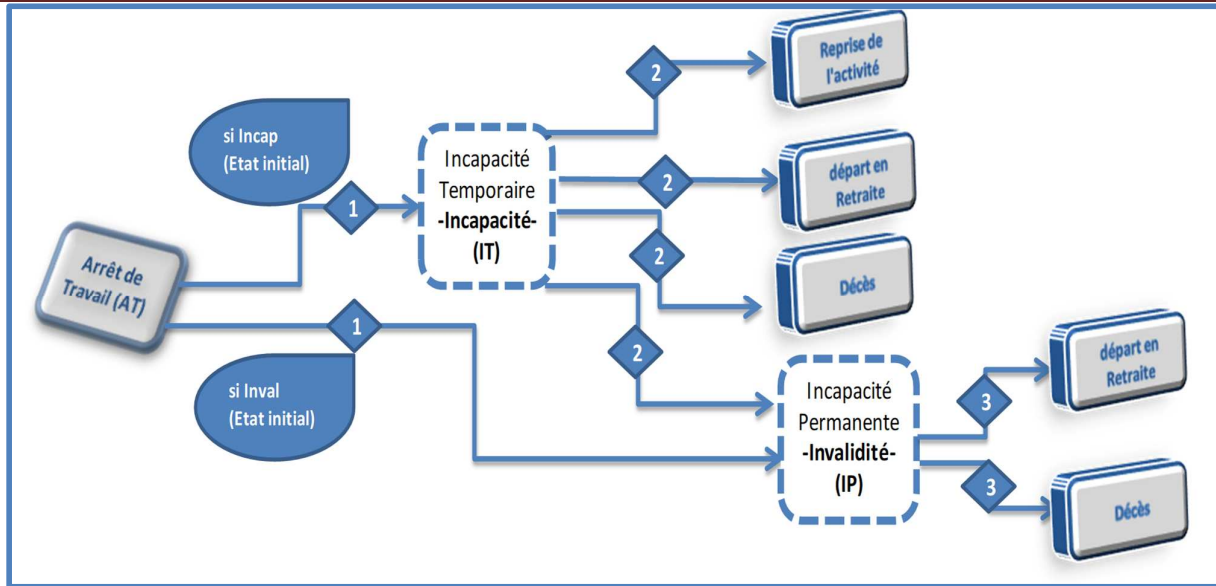 si Incap
(Etat initial)
1
Arrêt de
Travail (AT)
1
si Inval
(Etat initial)
Incapacité
Temporaire
-Incapacité-
(IT)
2
Reprise de
l'activité
2
départ en
Retraite
2
Décès
2
Incapacité
Permanente
-Invalidité-
(IP)
3
départ en
Retraite
3
Décès